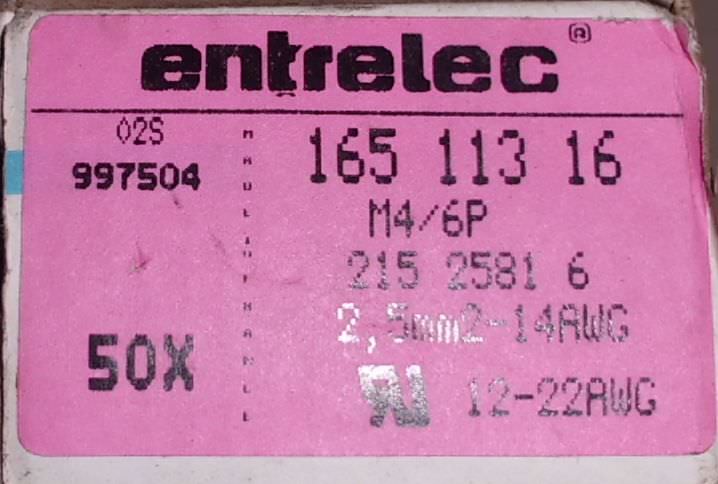 entrelec®
02S
997504
165 113 16
M4/6P
215 2581 6
2,5mm2-14AWG
50X
12-22AWG